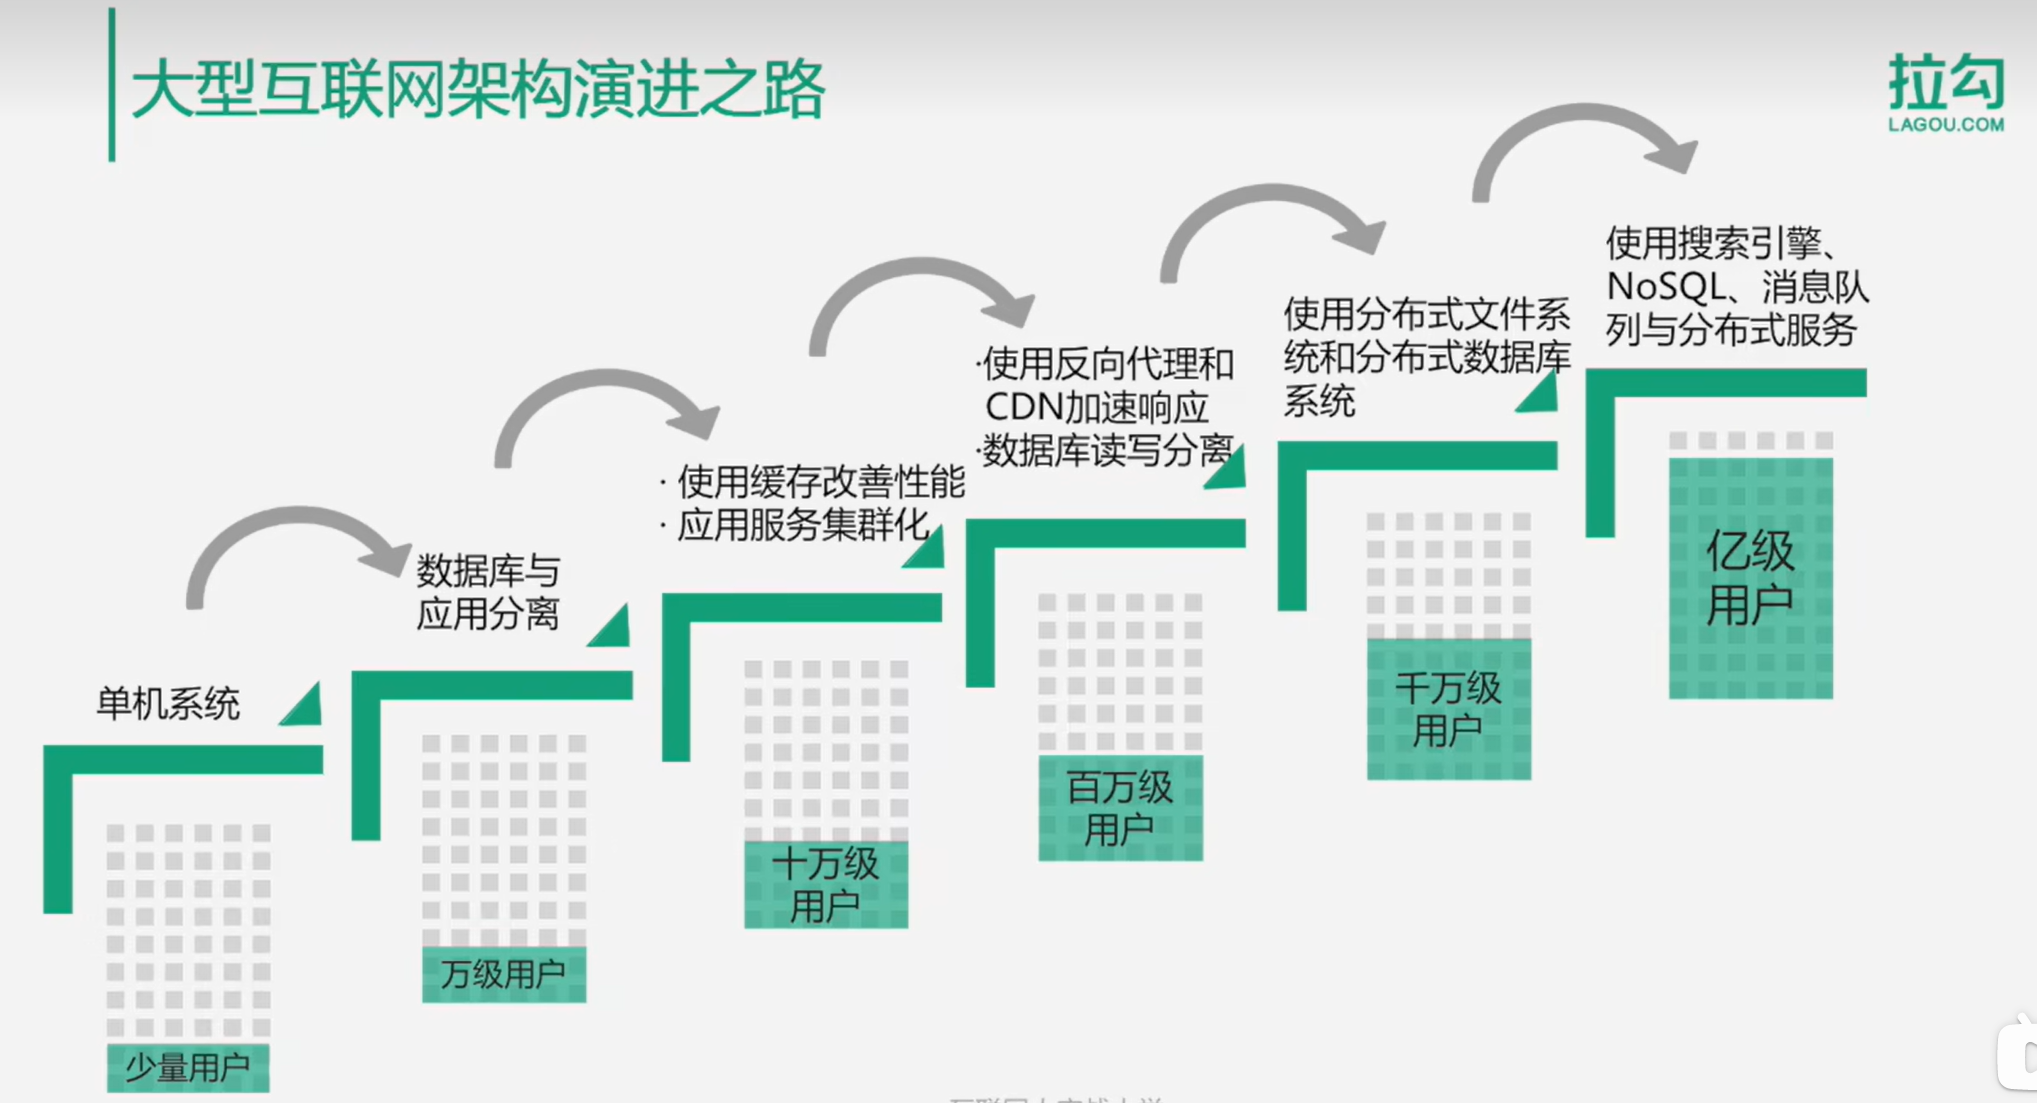 大型互联网架构演进之路
拉勾
LAGOU.COM
单机系统
少量用户
数据库与
应用分离
万级用户
· 使用缓存改善性能
· 应用服务集群化
十万级
用户
·使用反向代理和
CDN加速响应
·数据库读写分离
百万级
用户
使用分布式文件系
统和分布式数据库
系统
千万级
用户
使用搜索引擎、
NoSQL、消息队
列与分布式服务
亿级
用户